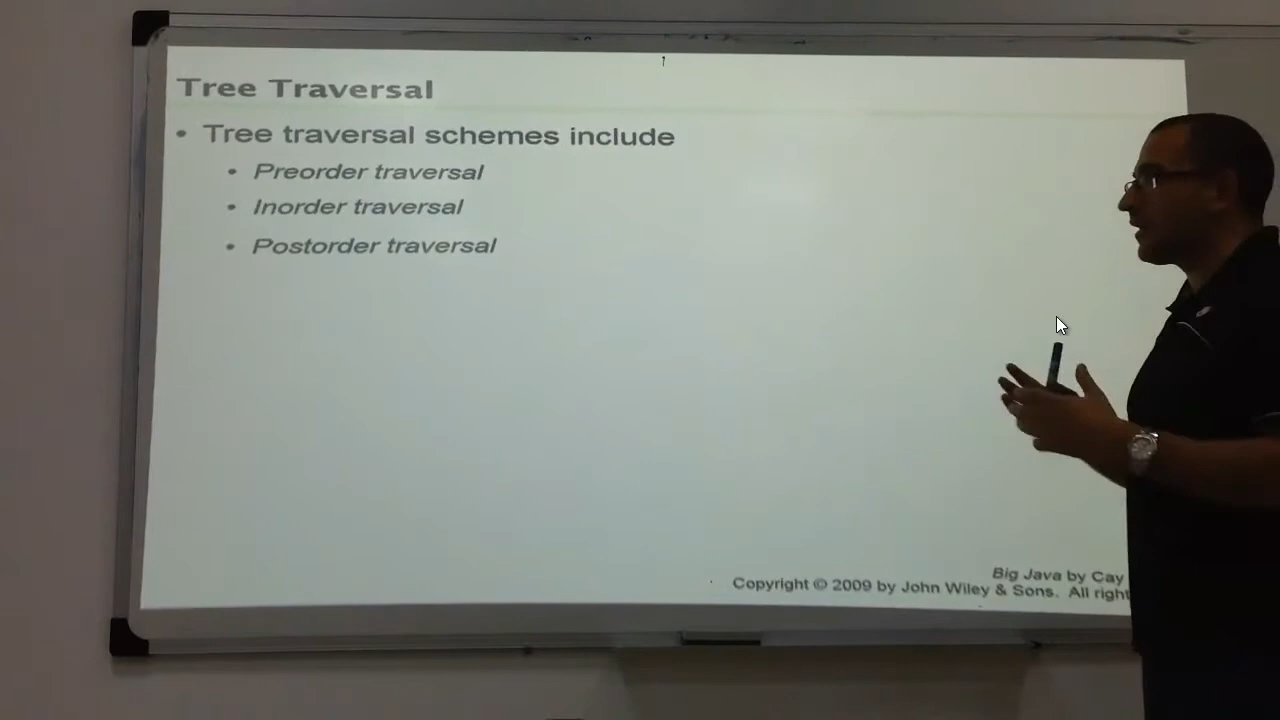 Tree Traversal
• Tree traversal schemes include
• Preorder traversal
• Inorder traversal
• Postorder traversal
Big Java by Cay
Copyright © 2009 by John Wiley & Sons. All right